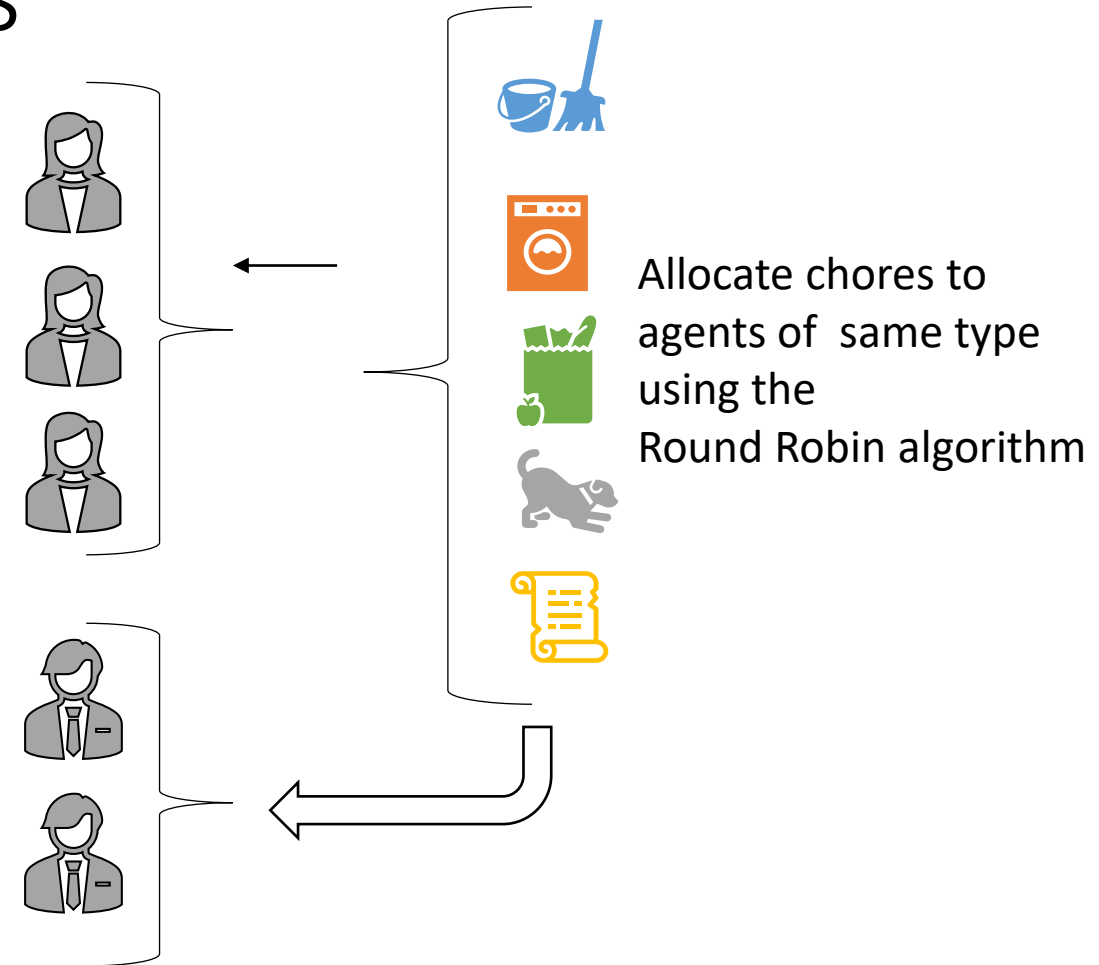 s
Allocate chores to
agents of  same type
using the
Round Robin algorithm